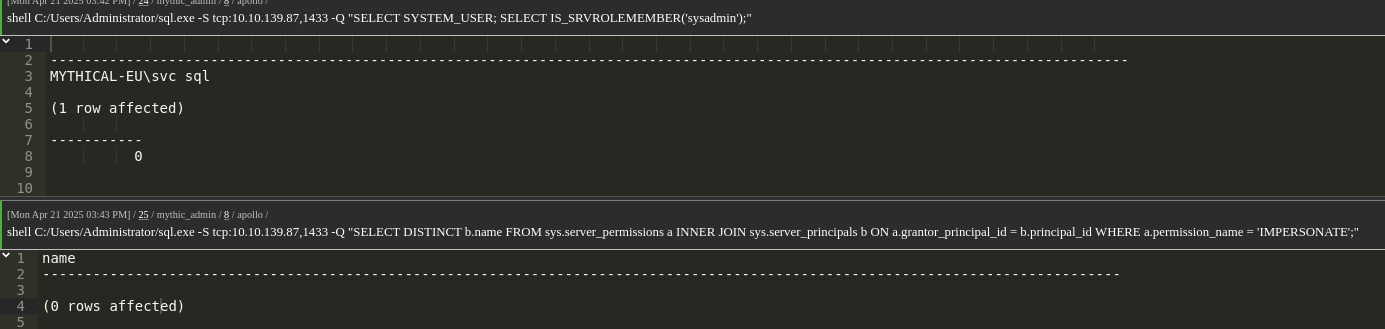 [Mon Apr 21 2025 03:42 PM] / 24 / mythic_admin / 8 / apollo /
shell C:/Users/Administrator/sql.exe -S tcp:10.10.139.87,1433 -Q "SELECT SYSTEM_USER; SELECT IS_SRVROLEMEMBER('sysadmin');"
1
2 --------------------------------------------------------------------------------------------------------------------------------
3 MYTHICAL-EU\svc sql
4
5 (1 row affected)
6
7 -----------
8 0
9
10
[Mon Apr 21 2025 03:43 PM] / 25 / mythic_admin / 8 / apollo /
shell C:/Users/Administrator/sql.exe -S tcp:10.10.139.87,1433 -Q "SELECT DISTINCT b.name FROM sys.server_permissions a INNER JOIN sys.server_principals b ON a.grantor_principal_id = b.principal_id WHERE a.permission_name = 'IMPERSONATE';"
1 name
2 --------------------------------------------------------------------------------------------------------------------------------
3
4 (0 rows affected)
5